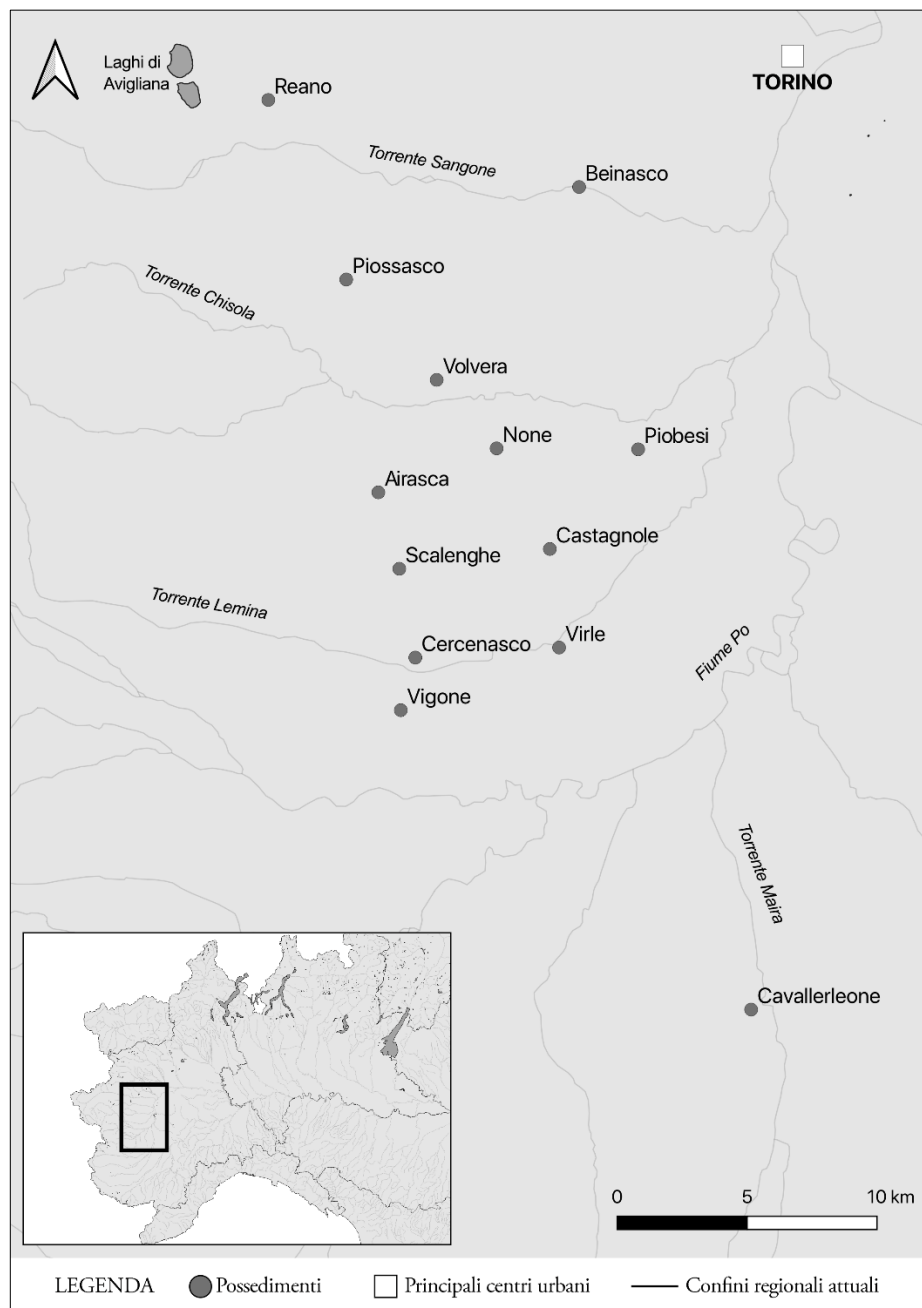 Laghi di
Avigliana
Reano
TORINO
Torrente Sangone
Beinasco
Piossasco
Torrente Chisola
Volvera
None
Piobesi
Airasca
Castagnole
Scalenghe
Torrente Lemina
Virle
Cercenasco
Fiume Po
Vigone
Torrente Maira
Cavallerleone
0 5 10 km
LEGENDA Possedimenti Principali centri urbani Confini regionali attuali